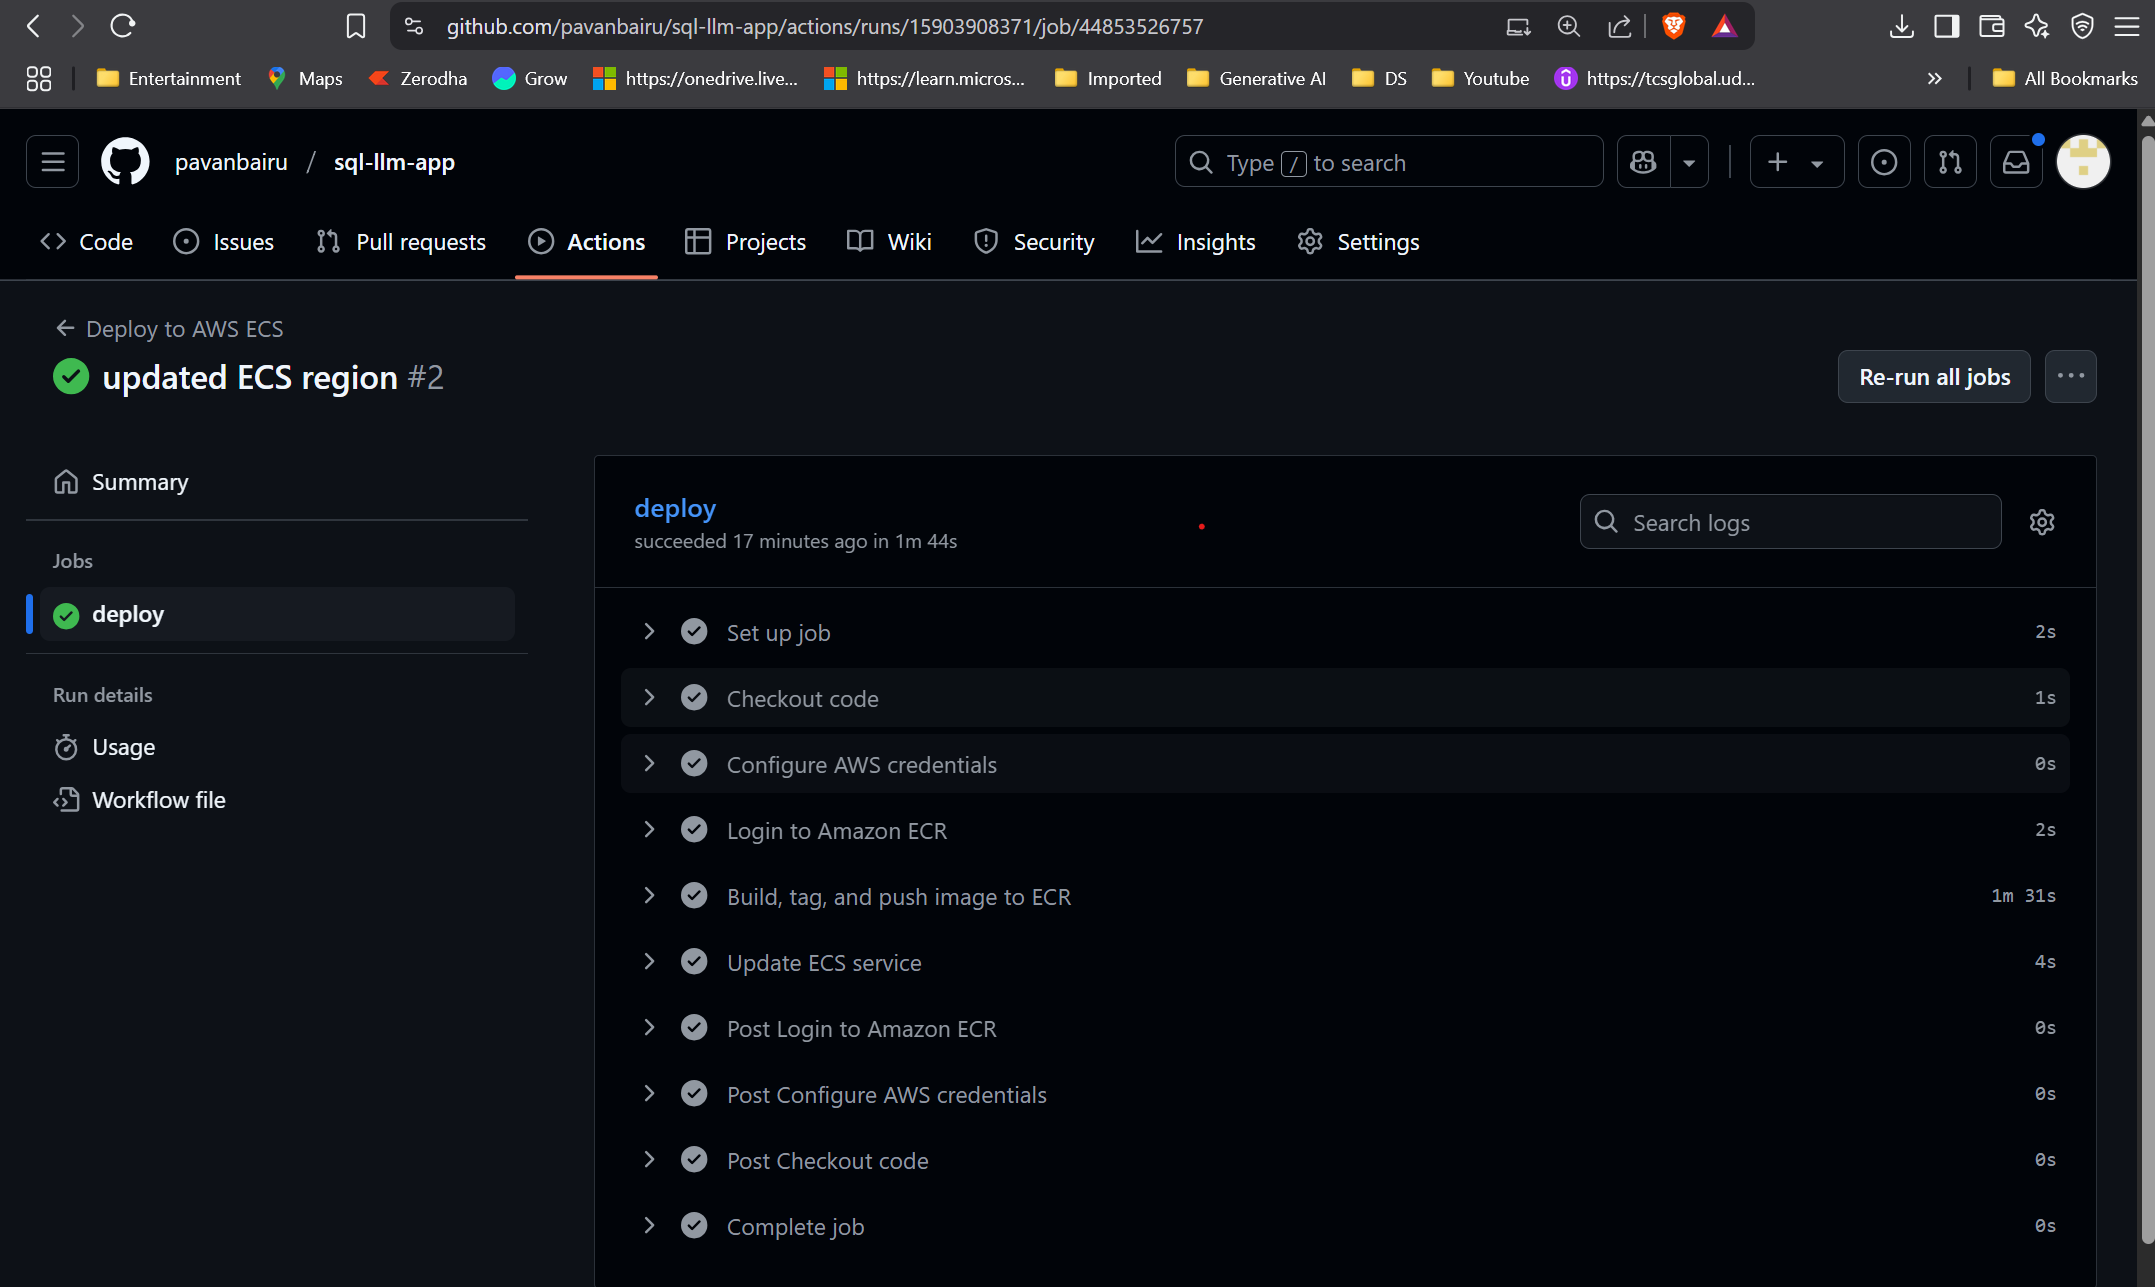 github.com/pavanbairu/sql-llm-app/actions/runs/15903908371/job/44853526757
Entertainment Maps Zerodha Grow https://onedrive.live... https://learn.micros... Imported Generative AI DS Youtube https://tcsglobal.ud... » All Bookmarks
pavanbairu / sql-llm-app Type / to search
Code Issues Pull requests Actions Projects Wiki Security Insights Settings
Deploy to AWS ECS
updated ECS region #2 Re-run all jobs
Summary
Jobs
deploy
Run details
Usage
Workflow file
deploy
succeeded 17 minutes ago in 1m 44s
Search logs
Set up job 2s
Checkout code 1s
Configure AWS credentials 0s
Login to Amazon ECR 2s
Build, tag, and push image to ECR 1m 31s
Update ECS service 4s
Post Login to Amazon ECR 0s
Post Configure AWS credentials 0s
Post Checkout code 0s
Complete job 0s